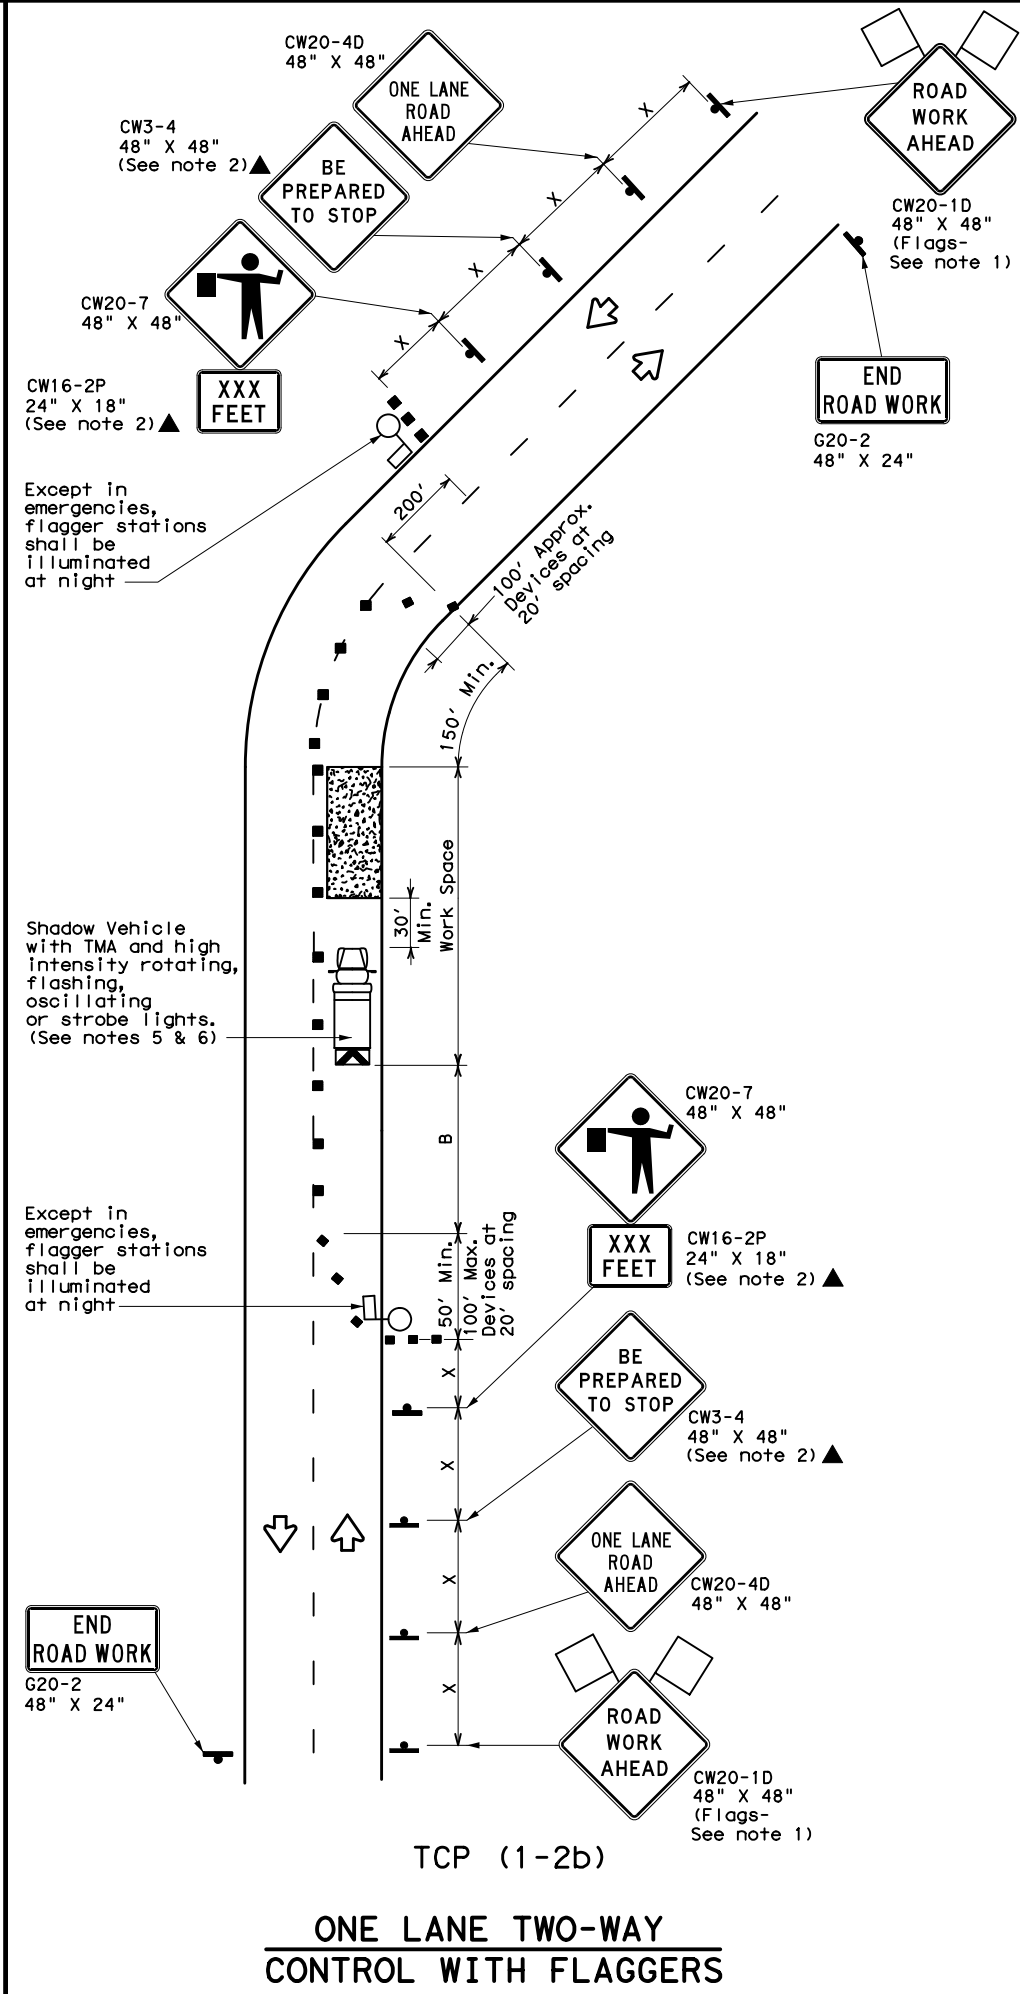 CW20-4D
48" X 48"
ONE LANE
ROAD
AHEAD
X
ROAD
WORK
AHEAD
CW20-1D
48" X 48"
(Flags-
See note 1)
CW3-4
48" X 48"
(See note 2)
BE
PREPARED
TO STOP
X
X
X
CW20-7
48" X 48"
CW16-2P
24" X 18"
(See note 2)
XXX
FEET
END
ROAD WORK
G20-2
48" X 24"
Except in
emergencies,
flagger stations
shall be
illuminated
at night
200'
100' Approx.
Devices at
20' spacing
150' Min.
Work Space
30'
Min.
Shadow Vehicle
with TMA and high
intensity rotating,
flashing,
oscillating
or strobe lights.
(See notes 5 & 6)
B
CW20-7
48" X 48"
XXX
FEET
CW16-2P
24" X 18"
(See note 2)
Except in
emergencies,
flagger stations
shall be
illuminated
at night
50' Min.
100' Max.
Devices at
20' spacing
X
BE
PREPARED
TO STOP
CW3-4
48" X 48"
(See note 2)
X
ONE LANE
ROAD
AHEAD
CW20-4D
48" X 48"
X
END
ROAD WORK
G20-2
48" X 24"
X
ROAD
WORK
AHEAD
CW20-1D
48" X 48"
(Flags-
See note 1)
TCP (1-2b)
ONE LANE TWO-WAY
CONTROL WITH FLAGGERS